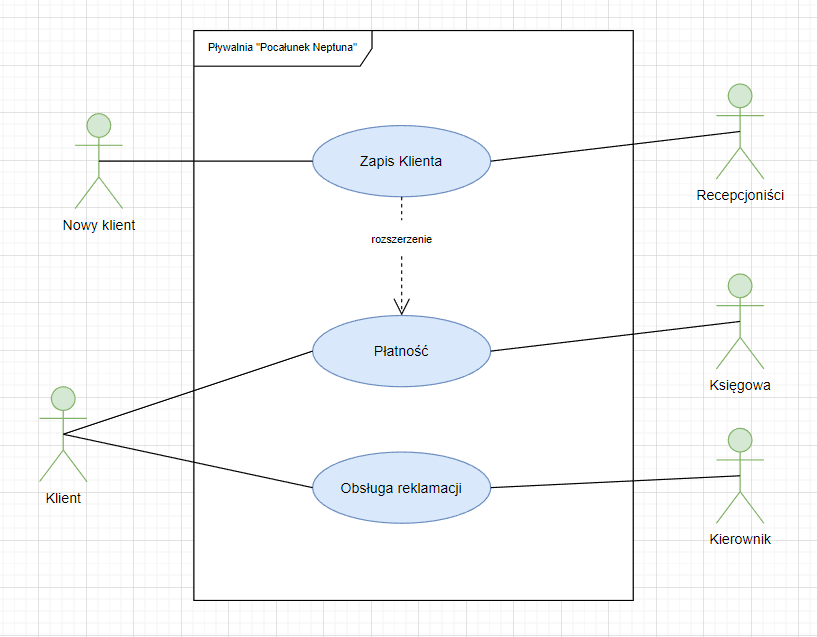 Pływalnia "Pocałunek Neptuna"
Zapis Klienta
Recepcjoniści
Nowy klient
rozszerzenie
Płatność
Księgowa
Obsługa reklamacji
Klient
Kierownik